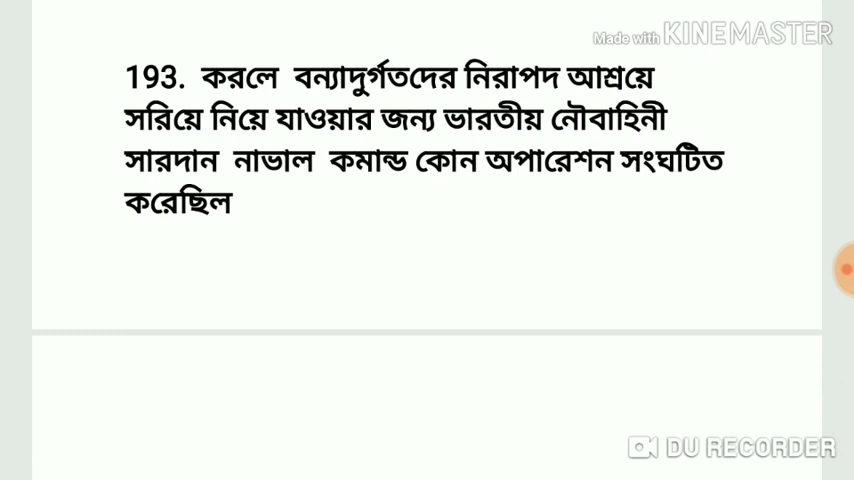 Made with KINEMASTER
193. করলে বন্যাদুর্গতদের নিরাপদ আশ্রয়ে
সরিয়ে নিয়ে যাওয়ার জন্য ভারতীয় নৌবাহিনী
সারদান নাভাল কমান্ড কোন অপারেশন সংঘটিত
করেছিল
DU RECORDER